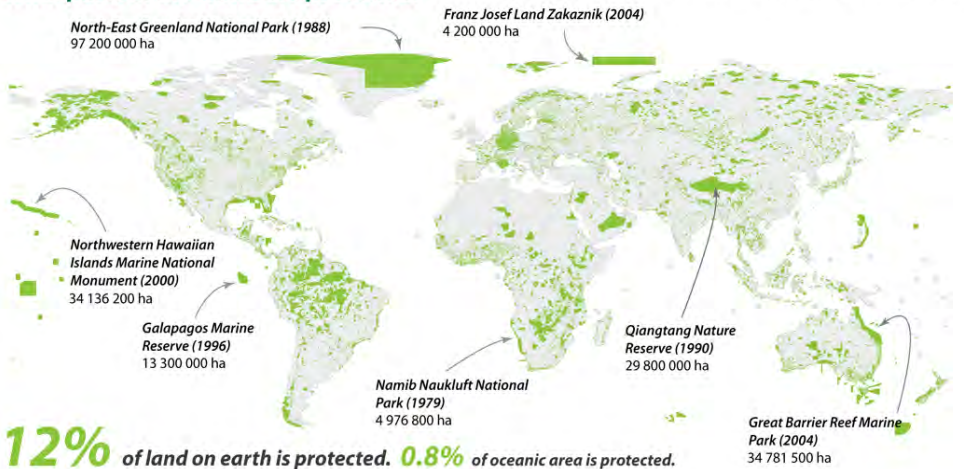 North-East Greenland National Park (1988)
97 200 000 ha
Franz Josef Land Zakaznik (2004)
4 200 000 ha
Northwestern Hawaiian
Islands Marine National
Monument (2000)
34 136 200 ha
Galapagos Marine
Reserve (1996)
13 300 000 ha
Namib Naukluft National
Park (1979)
4 976 800 ha
Qiangtang Nature
Reserve (1990)
29 800 000 ha
Great Barrier Reef Marine
Park (2004)
34 781 500 ha
12% of land on earth is protected. 0.8% of oceanic area is protected.